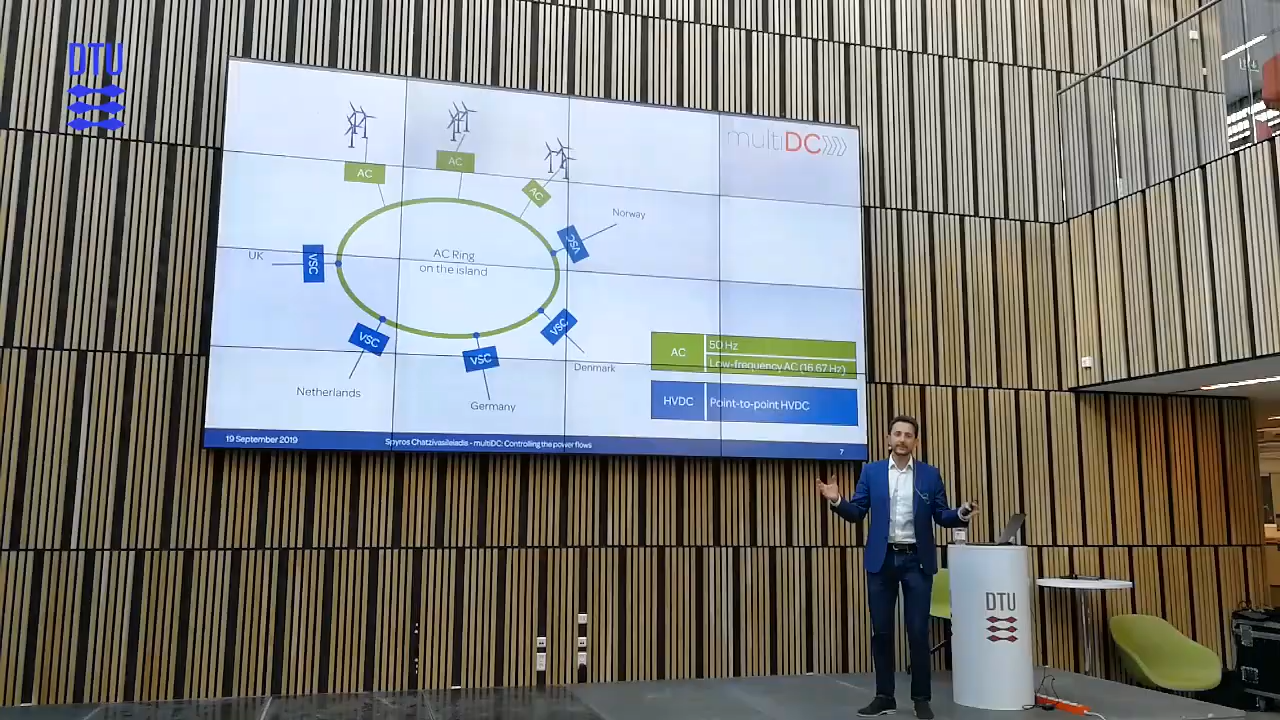 DTU
multiDC
AC
AC
AC
Norway
VSC
UK
VSC
AC Ring
on the island
VSC
VSC
VSC
Denmark
Netherlands
Germany
AC
50 Hz
Low-frequency AC (16.67 Hz)
HVDC
Point-to-point HVDC
19 September 2019
Spyros Chatzivasileiadis - multiDC: Controlling the power flows
7
DTU